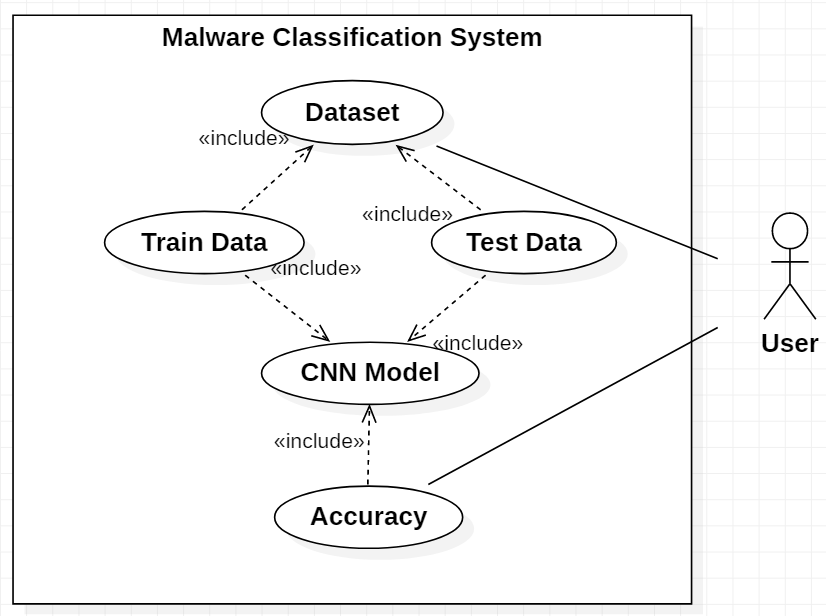 Malware Classification System
Dataset
«include»
«include»
Train Data
Test Data
«include»
«include»
CNN Model
User
«include»
Accuracy